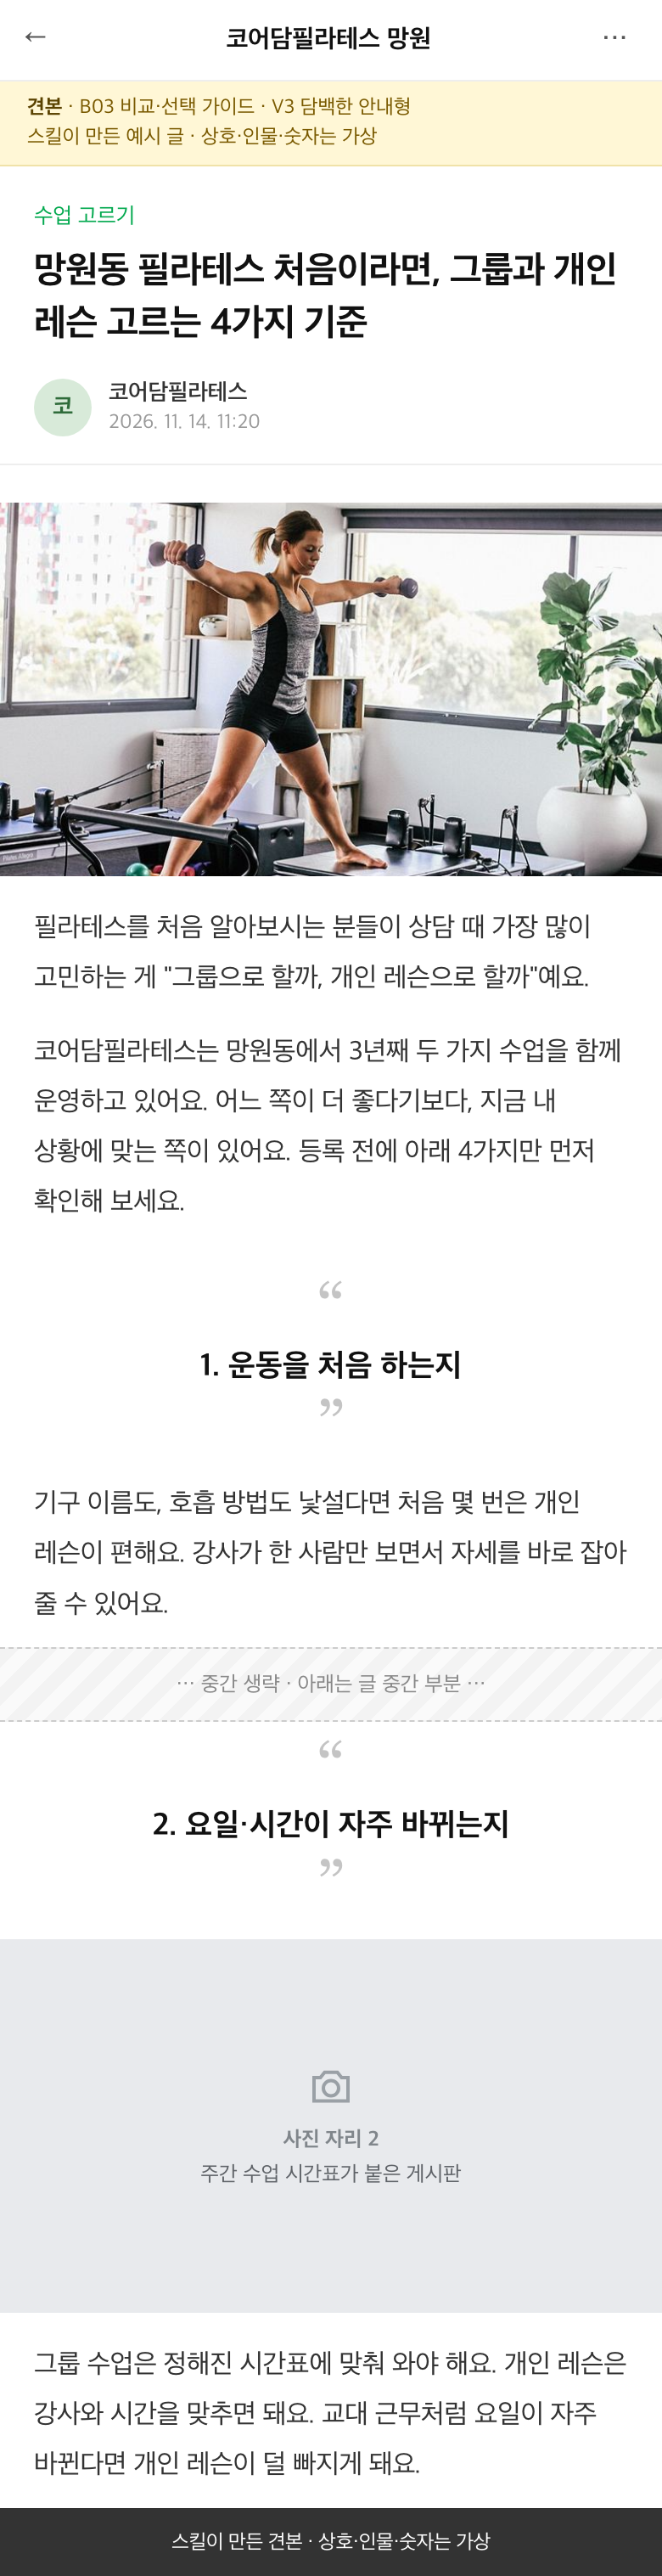 ← 코어담필라테스 망원 ···
견본 · B03 비교·선택 가이드 · V3 담백한 안내형
스킬이 만든 예시 글 · 상호·인물·숫자는 가상
수업 고르기
망원동 필라테스 처음이라면, 그룹과 개인
레슨 고르는 4가지 기준
코
코어담필라테스
2026. 11. 14. 11:20
필라테스를 처음 알아보시는 분들이 상담 때 가장 많이
고민하는 게 "그룹으로 할까, 개인 레슨으로 할까"예요.
코어담필라테스는 망원동에서 3년째 두 가지 수업을 함께
운영하고 있어요. 어느 쪽이 더 좋다기보다, 지금 내
상황에 맞는 쪽이 있어요. 등록 전에 아래 4가지만 먼저
확인해 보세요.
“
1. 운동을 처음 하는지
”
기구 이름도, 호흡 방법도 낯설다면 처음 몇 번은 개인
레슨이 편해요. 강사가 한 사람만 보면서 자세를 바로 잡아
줄 수 있어요.
··· 중간 생략 · 아래는 글 중간 부분 ···
“
2. 요일·시간이 자주 바뀌는지
”
사진 자리 2
주간 수업 시간표가 붙은 게시판
그룹 수업은 정해진 시간표에 맞춰 와야 해요. 개인 레슨은
강사와 시간을 맞추면 돼요. 교대 근무처럼 요일이 자주
바뀐다면 개인 레슨이 덜 빠지게 돼요.
스킬이 만든 견본 · 상호·인물·숫자는 가상